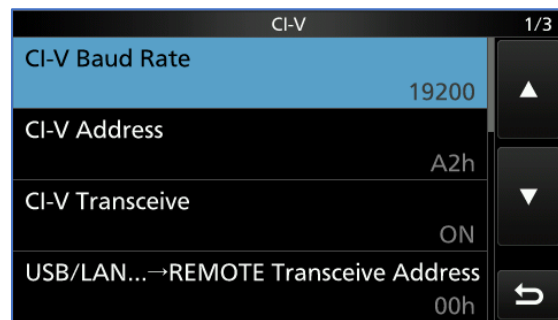 CI-V
1/3
CI-V Baud Rate
19200
CI-V Address
A2h
CI-V Transceive
ON
USB/LAN...→REMOTE Transceive Address
00h